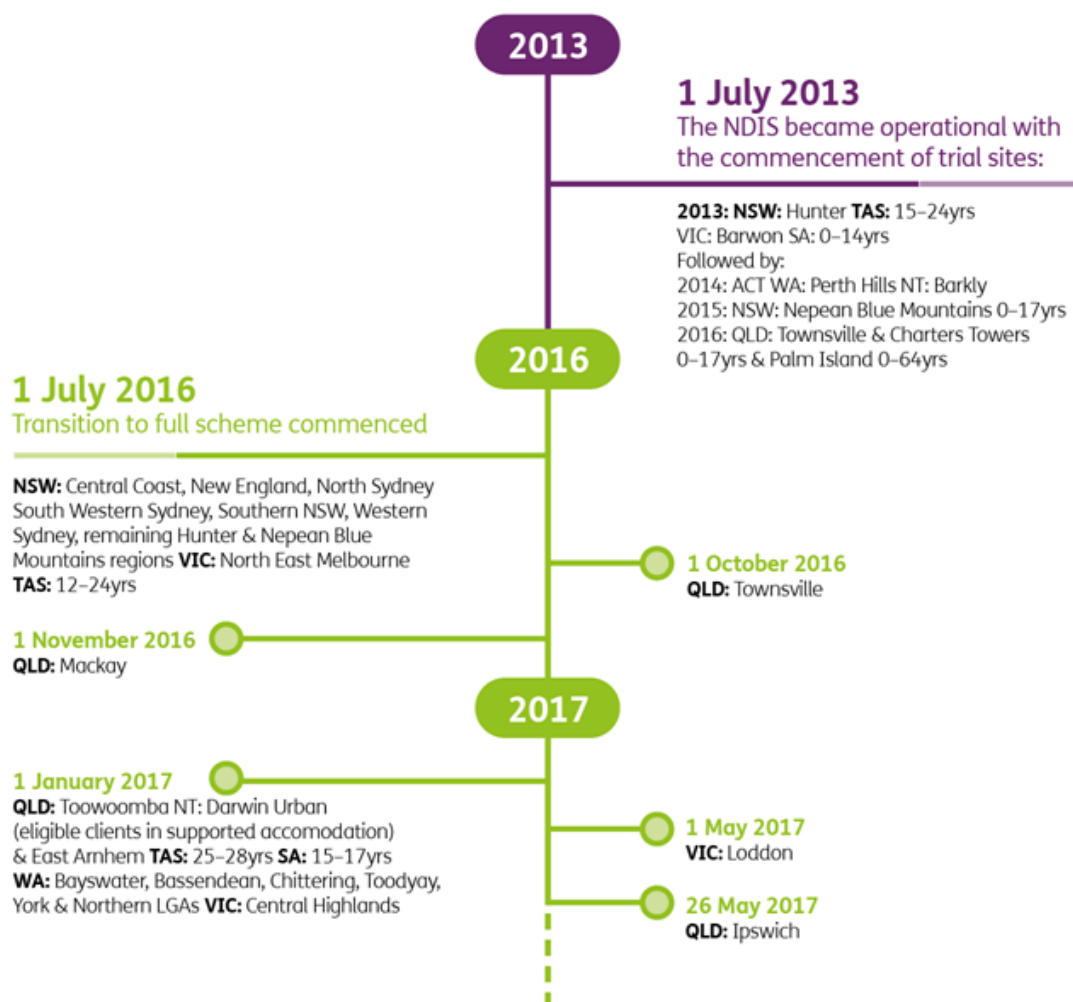 2013
1 July 2013
The NDIS became operational with
the commencement of trial sites:
2013: NSW: Hunter TAS: 15–24yrs
VIC: Barwon SA: 0–14yrs
Followed by:
2014: ACT WA: Perth Hills NT: Barkly
2015: NSW: Nepean Blue Mountains 0–17yrs
2016: QLD: Townsville & Charters Towers
0–17yrs & Palm Island 0–64yrs
2016
1 July 2016
Transition to full scheme commenced
NSW: Central Coast, New England, North Sydney
South Western Sydney, Southern NSW, Western
Sydney, remaining Hunter & Nepean Blue
Mountains regions VIC: North East Melbourne
TAS: 12–24yrs
1 October 2016
QLD: Townsville
1 November 2016
QLD: Mackay
2017
1 January 2017
QLD: Toowoomba NT: Darwin Urban
(eligible clients in supported accomodation)
& East Arnhem TAS: 25–28yrs SA: 15–17yrs
WA: Bayswater, Bassendean, Chittering, Toodyay,
York & Northern LGAs VIC: Central Highlands
1 May 2017
VIC: Loddon
26 May 2017
QLD: Ipswich